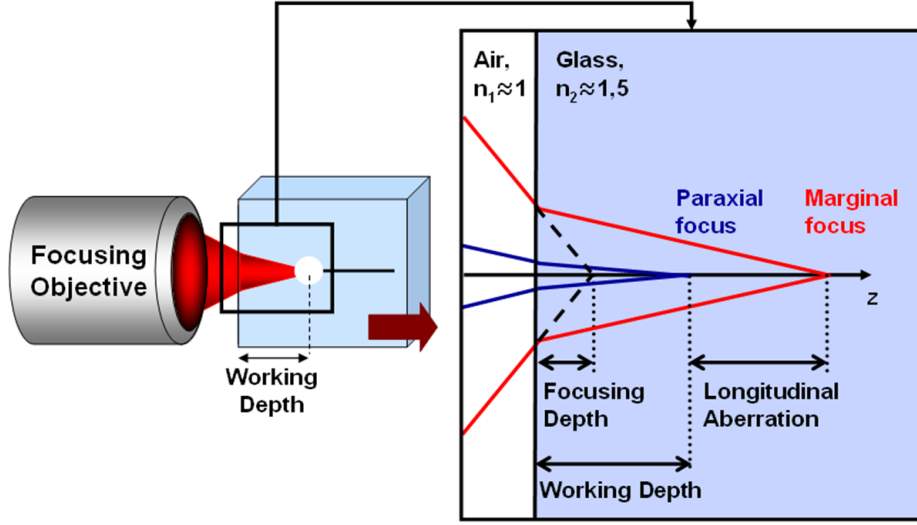 Focusing
Objective
Working
Depth
Air,
n₁≈1
Glass,
n₂≈1,5
Paraxial
focus
Marginal
focus
z
Focusing
Depth
Longitudinal
Aberration
Working Depth